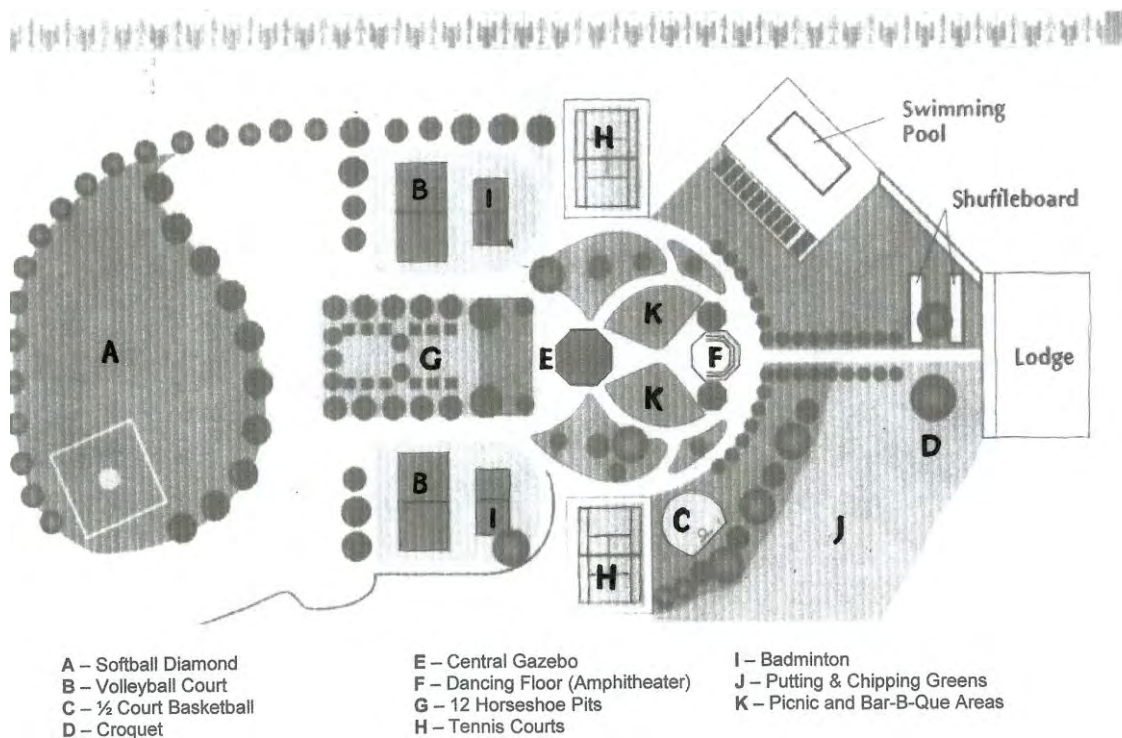 H
Swimming
Pool
B
I
Shuffleboard
K
A
G
E
F
Lodge
K
D
B
I
C
J
H
A – Softball Diamond
B – Volleyball Court
C – ½ Court Basketball
D – Croquet
E – Central Gazebo
F – Dancing Floor (Amphitheater)
G – 12 Horseshoe Pits
H – Tennis Courts
I – Badminton
J – Putting & Chipping Greens
K – Picnic and Bar-B-Que Areas